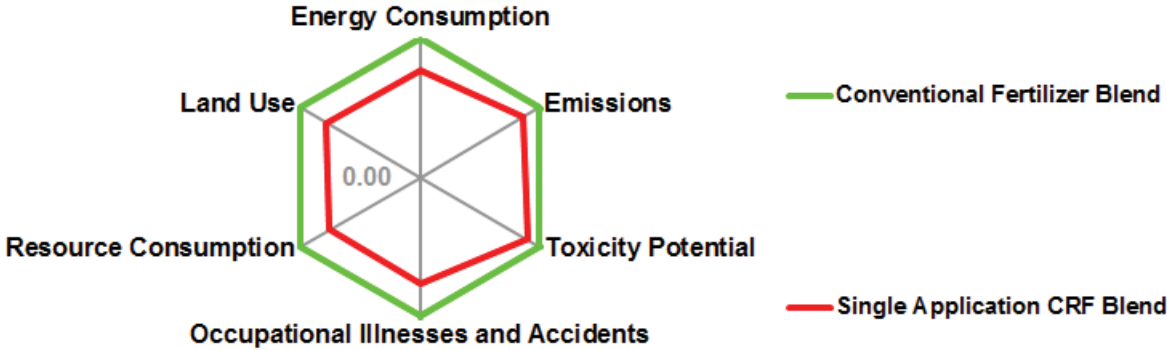 Energy Consumption
Land Use
Emissions
Conventional Fertilizer Blend
0.00
Resource Consumption
Toxicity Potential
Occupational Illnesses and Accidents
Single Application CRF Blend